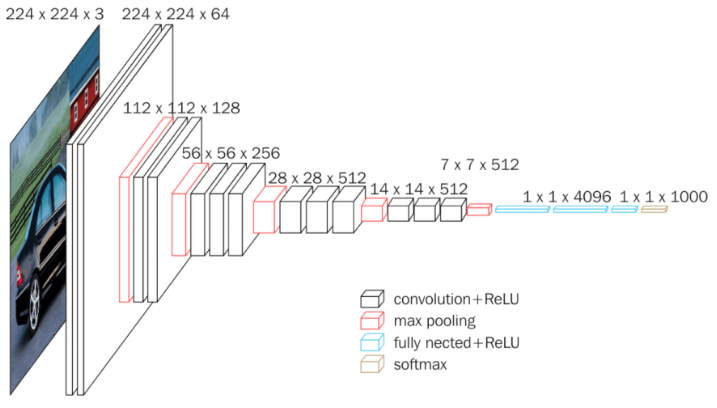 224 x 224 x 3
224 x 224 x 64
112 x 112 x 128
56 x 56 x 256
28 x 28 x 512
14 x 14 x 512
7 x 7 x 512
1 x 1 x 4096
1 x 1 x 1000
convolution+ReLU
max pooling
fully nected+ReLU
softmax